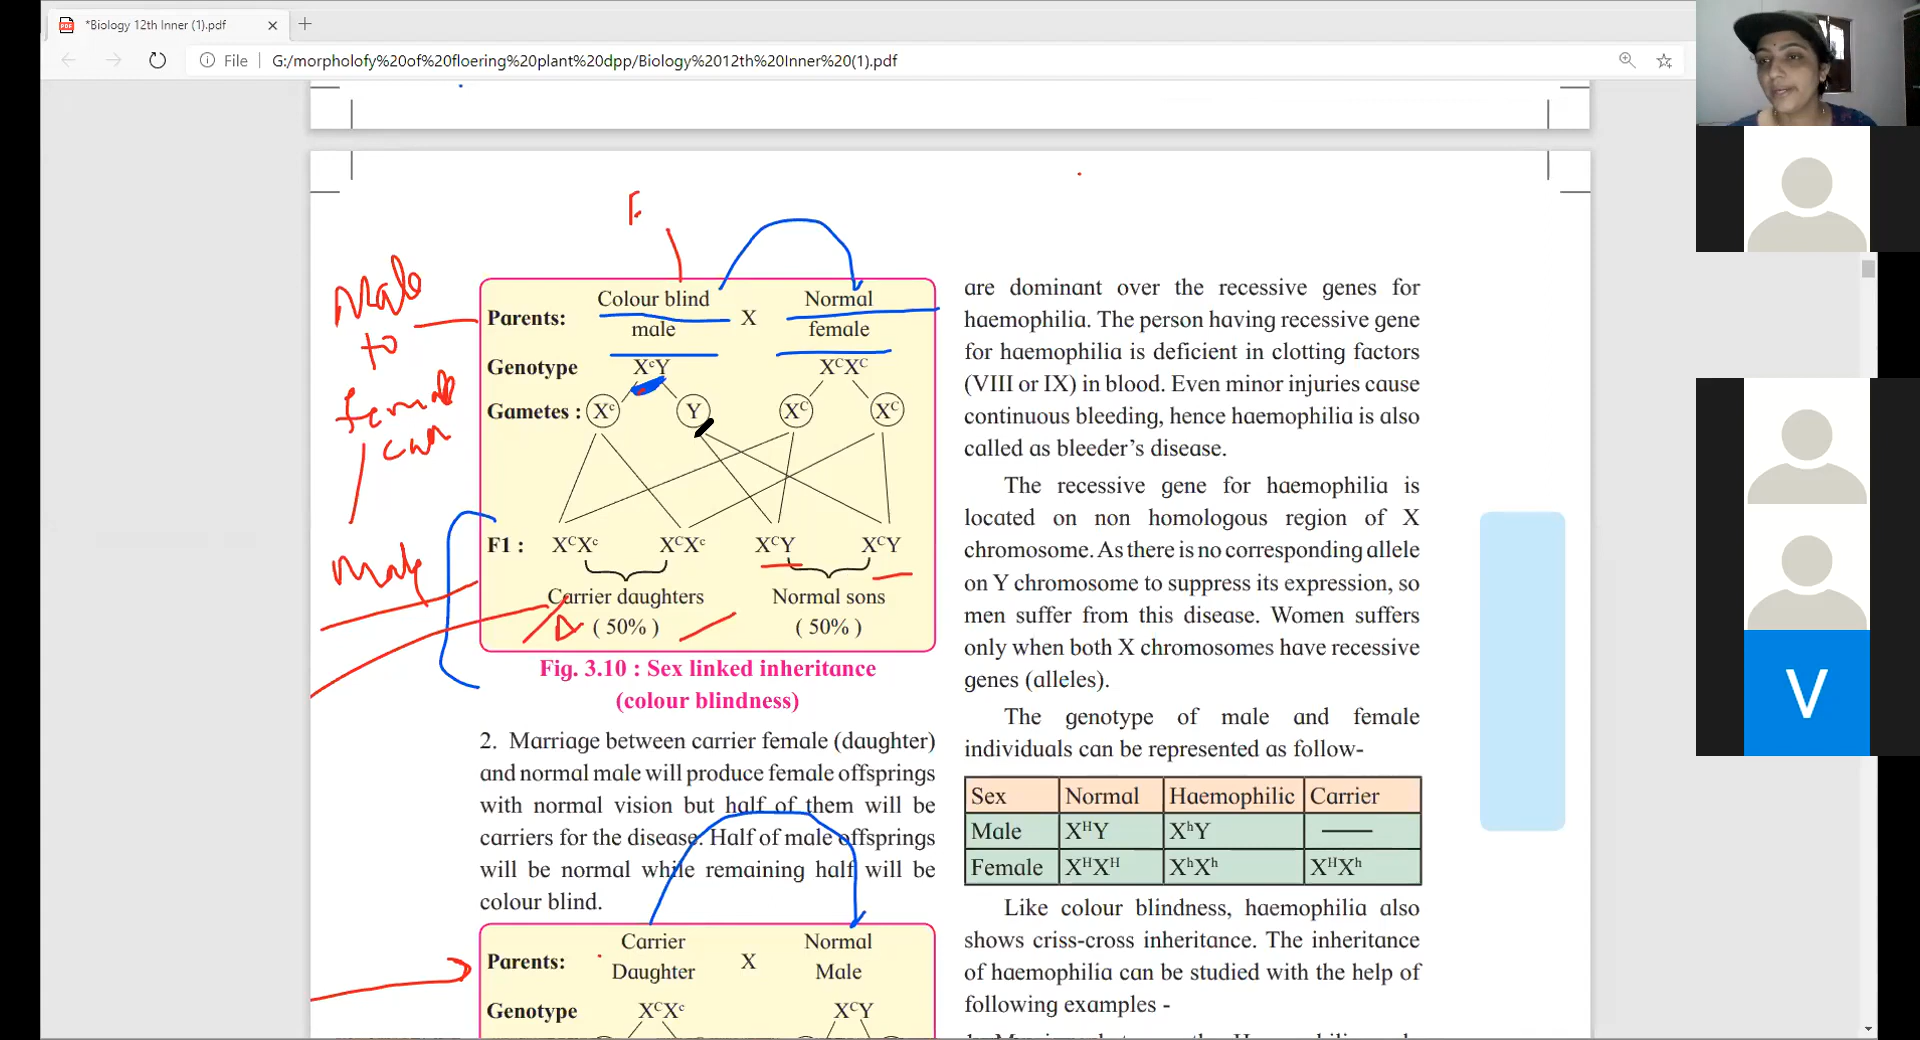 *Biology 12th Inner (1).pdf
File G:/morpholofy%20of%20floering%20plant%20dpp/Biology%2012th%20Inner%20(1).pdf
Male
to
female
can
Male
Parents: Colour blind male X Normal female
Genotype XᶜY XᶜXᶜ
Gametes : Xᶜ Y Xᶜ Xᶜ
F1 : XᶜXᶜ XᶜXᶜ XᶜY XᶜY
Carrier daughters Normal sons
( 50% ) ( 50% )
Fig. 3.10 : Sex linked inheritance
(colour blindness)
2. Marriage between carrier female (daughter)
and normal male will produce female offsprings
with normal vision but half of them will be
carriers for the disease. Half of male offsprings
will be normal while remaining half will be
colour blind.
Parents: Carrier Daughter X Normal Male
Genotype XᶜXᶜ XᶜY
are dominant over the recessive genes for
haemophilia. The person having recessive gene
for haemophilia is deficient in clotting factors
(VIII or IX) in blood. Even minor injuries cause
continuous bleeding, hence haemophilia is also
called as bleeder’s disease.
The recessive gene for haemophilia is
located on non homologous region of X
chromosome. As there is no corresponding allele
on Y chromosome to suppress its expression, so
men suffer from this disease. Women suffers
only when both X chromosomes have recessive
genes (alleles).
The genotype of male and female
individuals can be represented as follow-
Sex Normal Haemophilic Carrier
Male XᴴY XʰY —
Female XᴴXᴴ XʰXʰ XᴴXʰ
Like colour blindness, haemophilia also
shows criss-cross inheritance. The inheritance
of haemophilia can be studied with the help of
following examples -
V